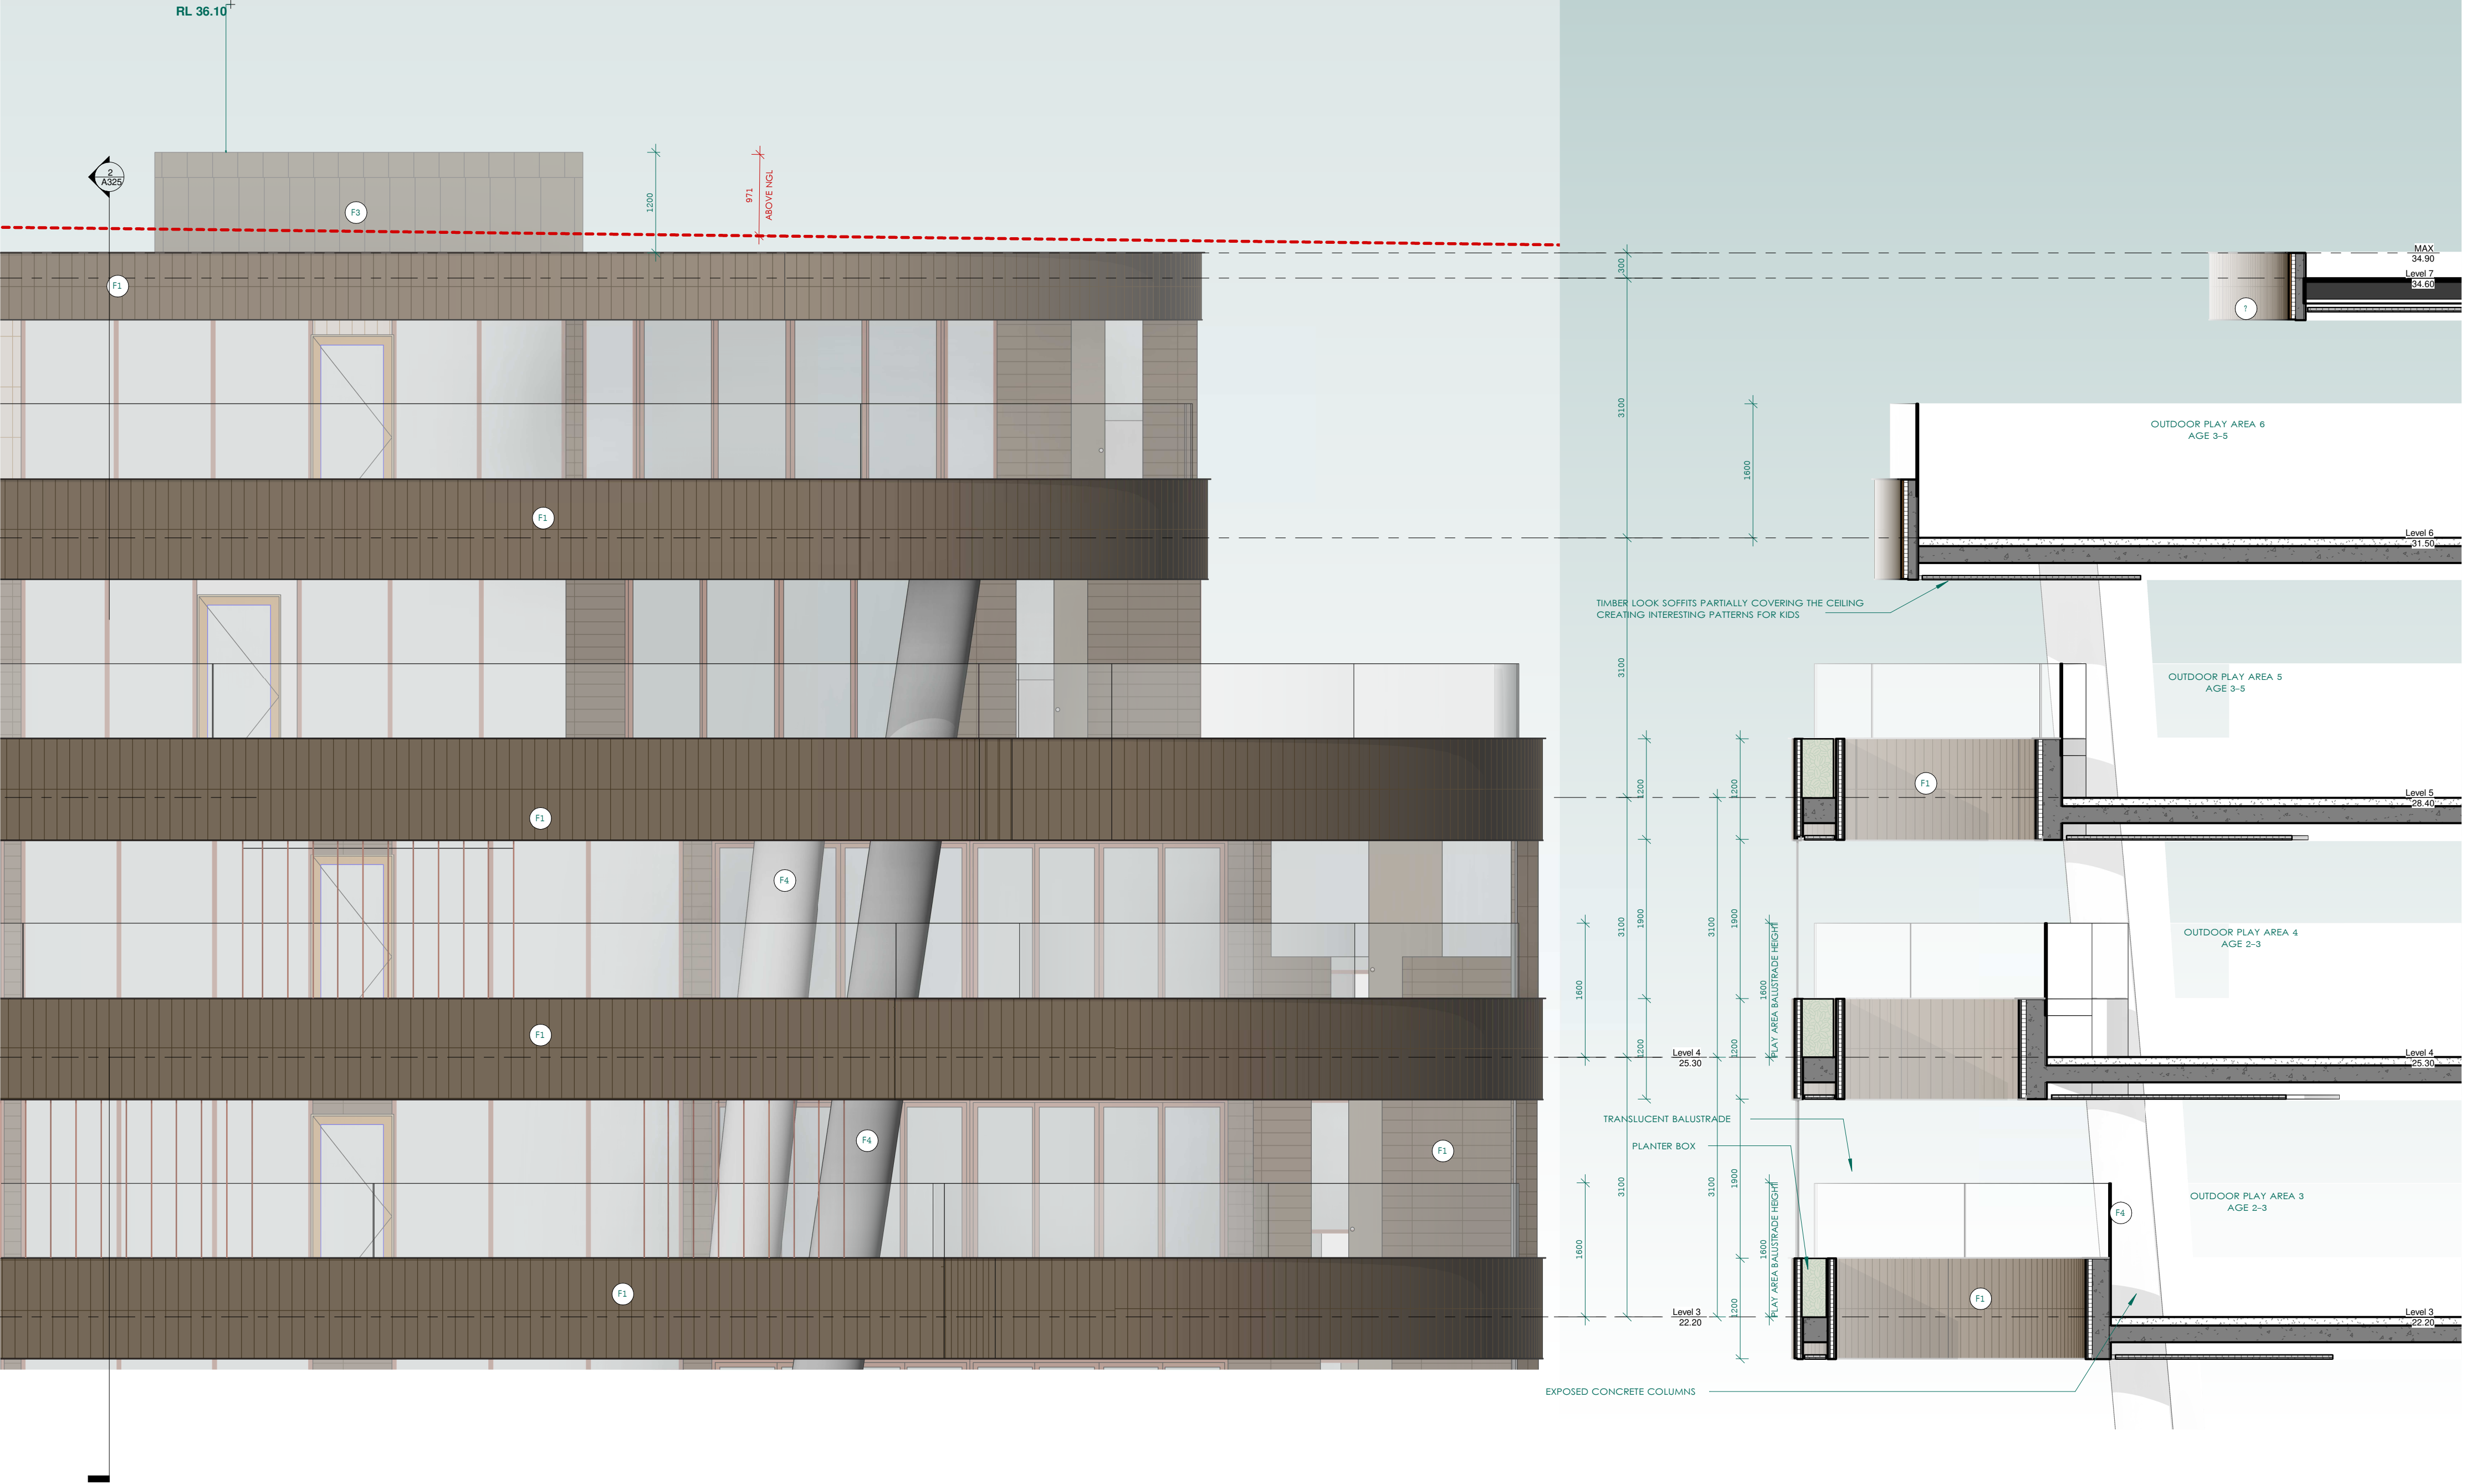 RL 36.10
2
A325
F3
1200
971
ABOVE NGL
F1
300
MAX
34.90
Level 7
34.60
?
3100
1600
OUTDOOR PLAY AREA 6
AGE 3-5
F1
Level 6
31.50
TIMBER LOOK SOFFITS PARTIALLY COVERING THE CEILING
CREATING INTERESTING PATTERNS FOR KIDS
3100
OUTDOOR PLAY AREA 5
AGE 3-5
F1
1200
1200
F1
Level 5
28.40
F4
1600
3100
1900
3100
1900
1600
PLAY AREA BALUSTRADE HEIGHT
OUTDOOR PLAY AREA 4
AGE 2-3
F1
1200
1200
Level 4
25.30
Level 4
25.30
TRANSLUCENT BALUSTRADE
PLANTER BOX
F4
F1
1600
3100
3100
1900
1600
PLAY AREA BALUSTRADE HEIGHT
OUTDOOR PLAY AREA 3
AGE 2-3
F4
F1
1200
F1
Level 3
22.20
Level 3
22.20
EXPOSED CONCRETE COLUMNS